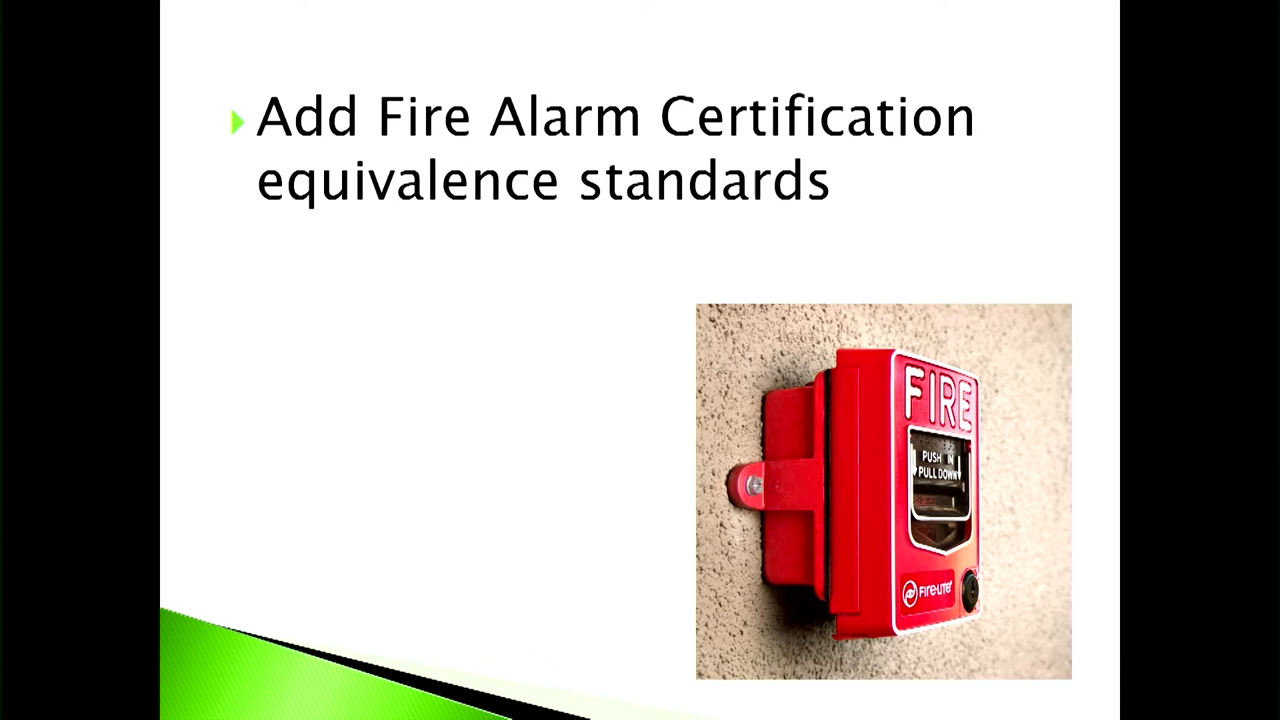 Add Fire Alarm Certification
equivalence standards
FIRE
PUSH IN
PULL DOWN
FIRE-LITE